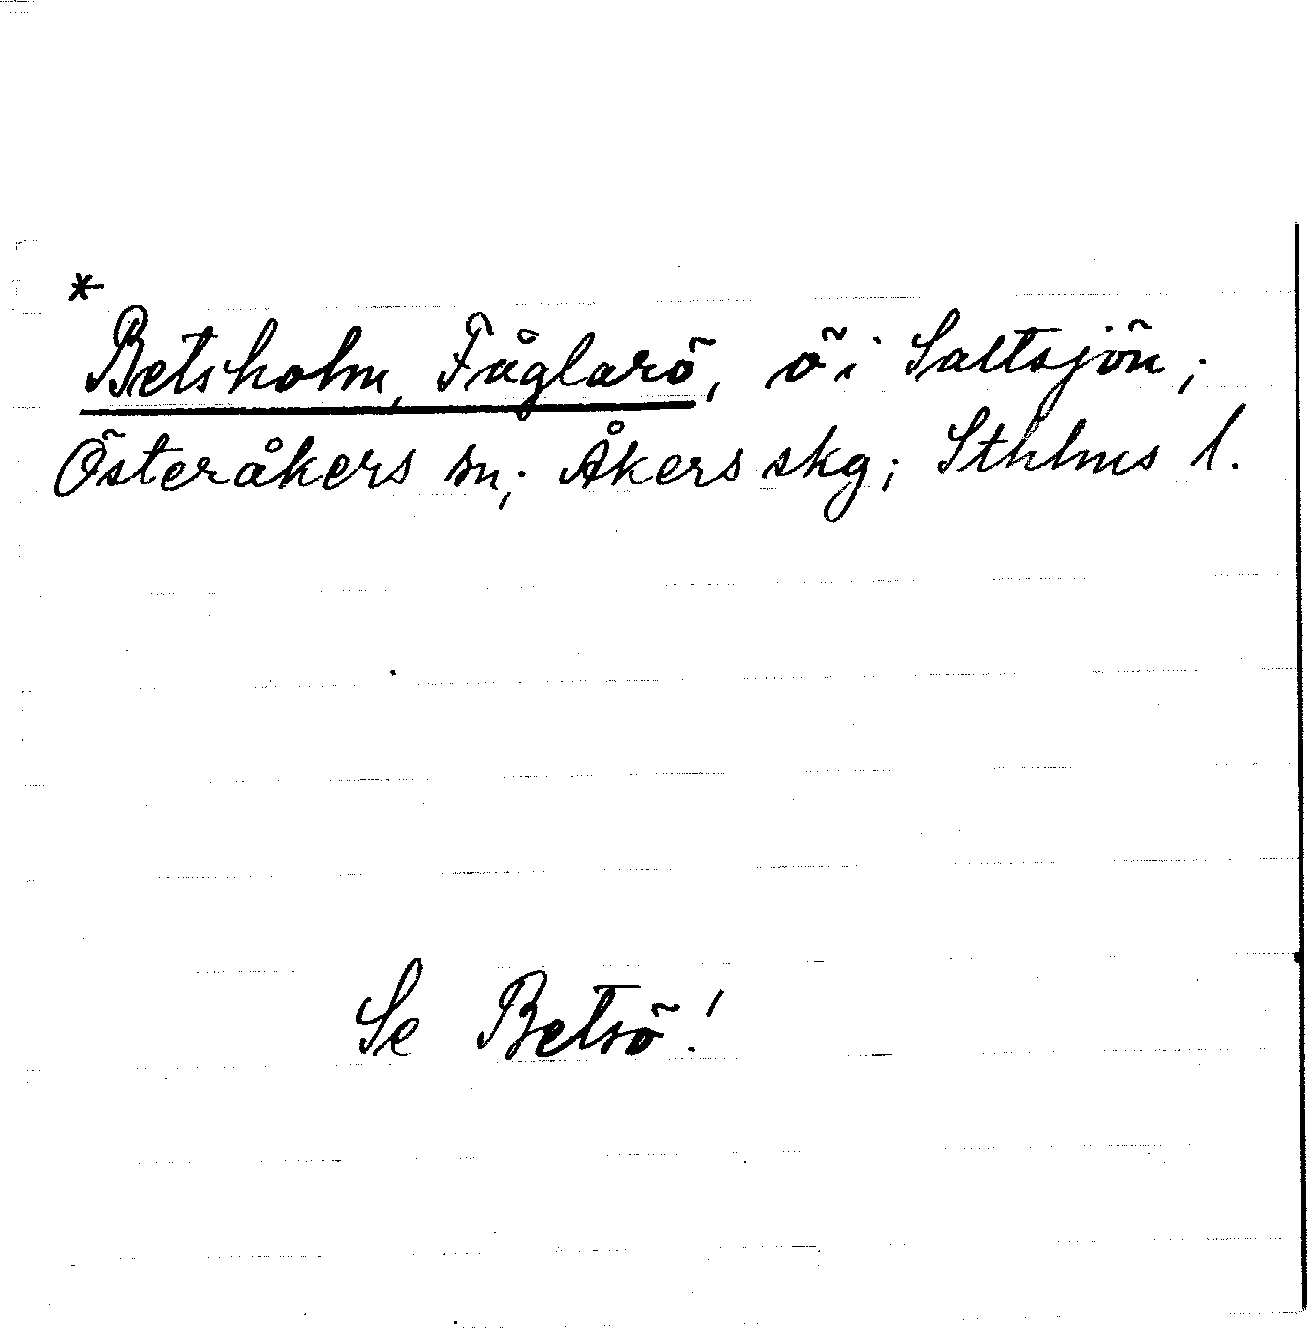 *
Betsholm, Fåglarö, ö i Saltsjön;
Österåkers sn; Åkers skg; Sthlms l.
Se Betsö!